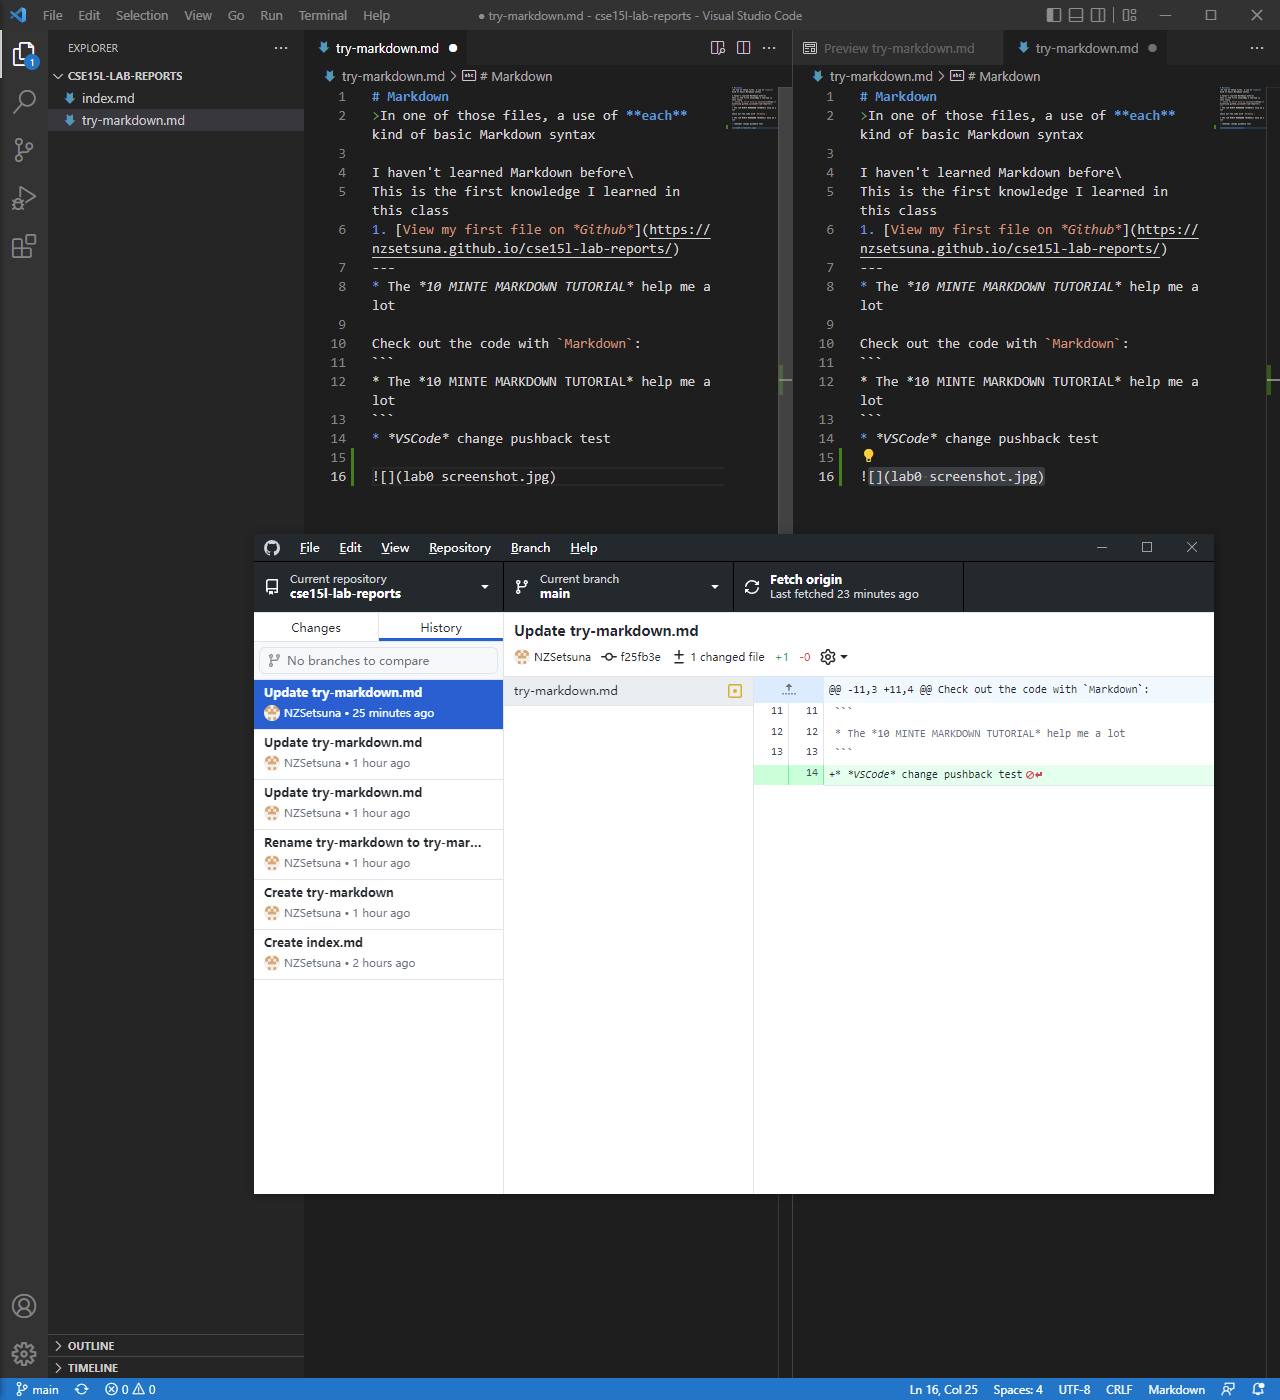 File Edit Selection View Go Run Terminal Help
● try-markdown.md - cse15l-lab-reports - Visual Studio Code
EXPLORER
1
CSE15L-LAB-REPORTS
index.md
try-markdown.md
OUTLINE
TIMELINE
try-markdown.md
try-markdown.md > # Markdown
1 # Markdown
2 >In one of those files, a use of **each**
kind of basic Markdown syntax
3
4 I haven't learned Markdown before\
5 This is the first knowledge I learned in
this class
6 1. [View my first file on *Github*](https://
nzsetsuna.github.io/cse15l-lab-reports/)
7 ---
8 * The *10 MINTE MARKDOWN TUTORIAL* help me a
lot
9
10 Check out the code with `Markdown`:
11 ```
12 * The *10 MINTE MARKDOWN TUTORIAL* help me a
lot
13 ```
14 * *VSCode* change pushback test
15
16 ![](lab0 screenshot.jpg)
Preview try-markdown.md
try-markdown.md
try-markdown.md > # Markdown
1 # Markdown
2 >In one of those files, a use of **each**
kind of basic Markdown syntax
3
4 I haven't learned Markdown before\
5 This is the first knowledge I learned in
this class
6 1. [View my first file on *Github*](https://
nzsetsuna.github.io/cse15l-lab-reports/)
7 ---
8 * The *10 MINTE MARKDOWN TUTORIAL* help me a
lot
9
10 Check out the code with `Markdown`:
11 ```
12 * The *10 MINTE MARKDOWN TUTORIAL* help me a
lot
13 ```
14 * *VSCode* change pushback test
15
16 ![](lab0 screenshot.jpg)
File Edit View Repository Branch Help
Current repository
cse15l-lab-reports
Current branch
main
Fetch origin
Last fetched 23 minutes ago
Changes
History
No branches to compare
Update try-markdown.md
NZSetsuna • 25 minutes ago
Update try-markdown.md
NZSetsuna • 1 hour ago
Update try-markdown.md
NZSetsuna • 1 hour ago
Rename try-markdown to try-mar...
NZSetsuna • 1 hour ago
Create try-markdown
NZSetsuna • 1 hour ago
Create index.md
NZSetsuna • 2 hours ago
Update try-markdown.md
NZSetsuna f25fb3e 1 changed file +1 -0
try-markdown.md
@@ -11,3 +11,4 @@ Check out the code with `Markdown`:
11 11 ```
12 12 * The *10 MINTE MARKDOWN TUTORIAL* help me a lot
13 13 ```
14 +* *VSCode* change pushback test
main 0 0
Ln 16, Col 25 Spaces: 4 UTF-8 CRLF Markdown